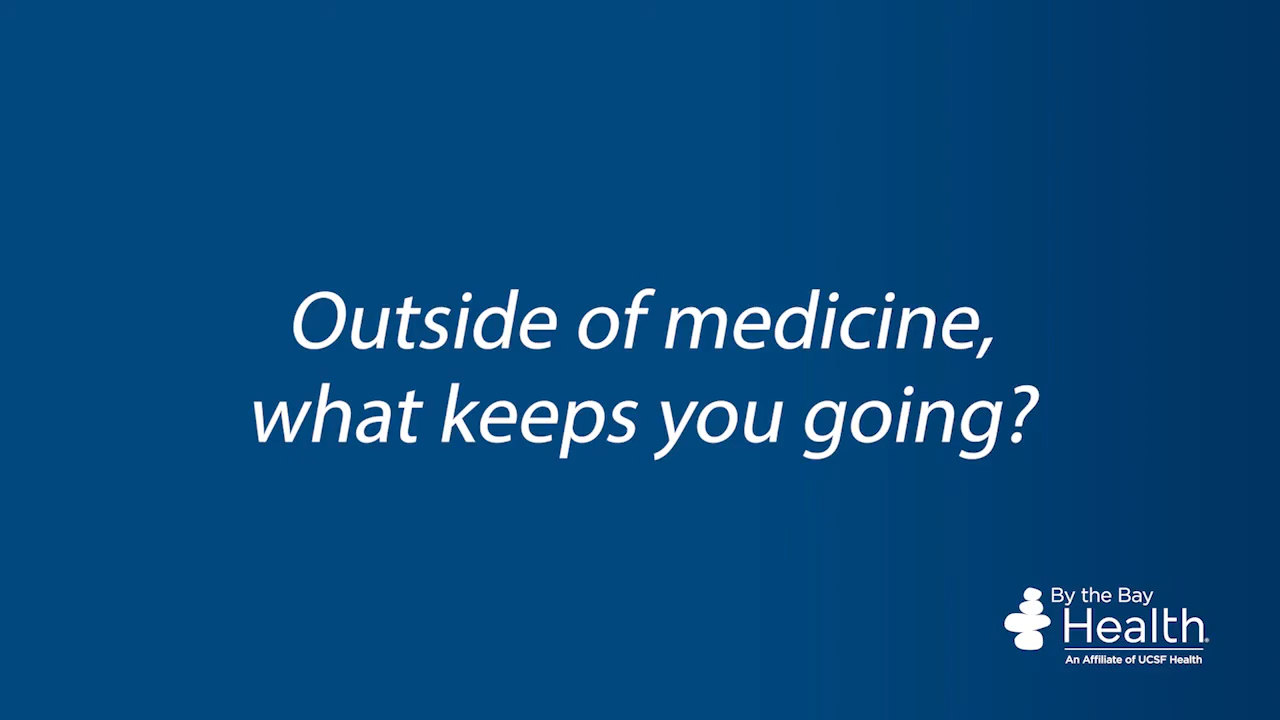 Outside of medicine,
what keeps you going?
By the Bay
Health®
An Affiliate of UCSF Health